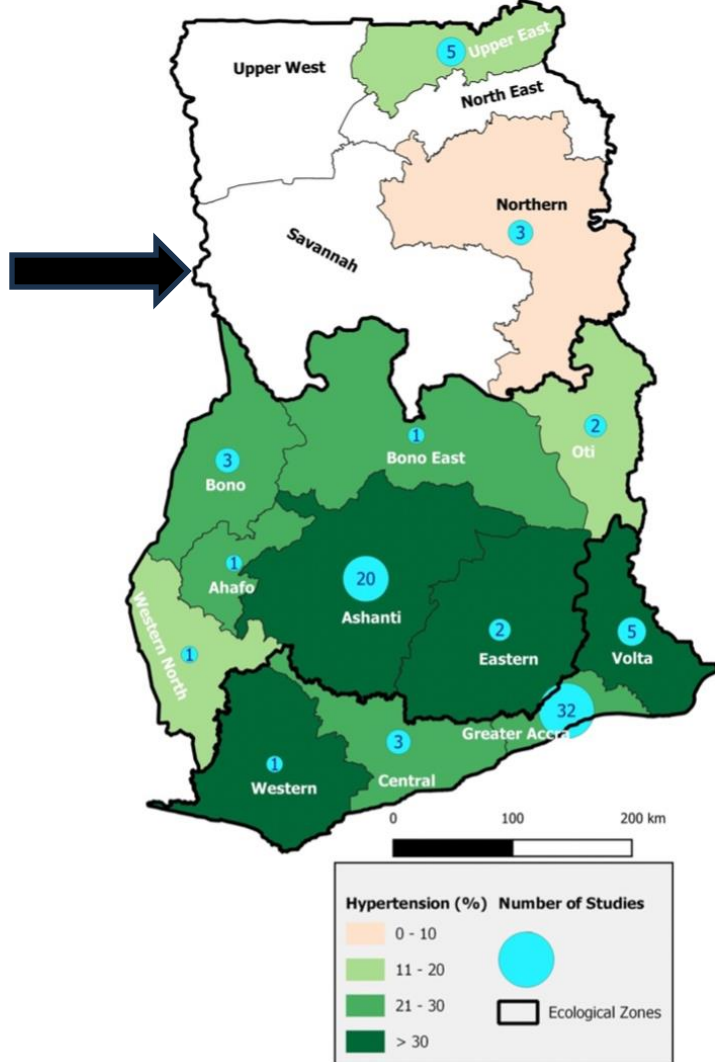 5
Upper East
Upper West
North East
Northern
3
Savannah
1
Bono East
2
Oti
3
Bono
1
Ahafo
20
Ashanti
2
Eastern
5
Volta
Western North
1
32
Greater Accra
3
Central
1
Western
0 100 200 km
Hypertension (%) Number of Studies
0 - 10
11 - 20
21 - 30
> 30
Ecological Zones